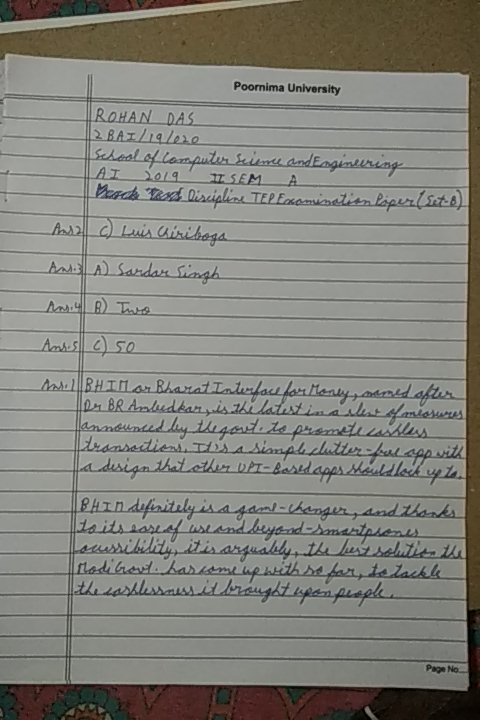 Poornima University
ROHAN DAS
2BAI/19/020
School of Computer Science and Engineering
AI 2019 II SEM A
Discipline TEP Examination Paper (Set-B)
Ans.2 C) Luis Chiriboga
Ans.3 A) Sardar Singh
Ans.4 B) Two
Ans.5 C) 50
Ans.1 BHIM or Bharat Interface for Money, named after
Dr BR Ambedkar, is the latest in a slew of measures
announced by the govt. to promote cashless
transactions. It's a simple clutter-free app with
a design that other UPI-Based apps should look up to.
BHIM definitely is a game-changer, and thanks
to its ease of use and beyond-smartphones
accessibility, it is arguably, the best solution the
Modi Govt. has come up with so far, to tackle
the cashlessness it brought upon people.
Page No.